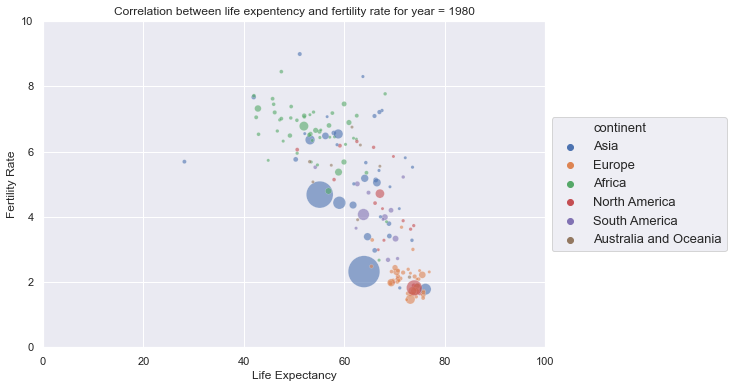 Correlation between life expentency and fertility rate for year = 1980
10
8
6
4
2
0
Fertility Rate
0 20 40 60 80 100
Life Expectancy
continent
Asia
Europe
Africa
North America
South America
Australia and Oceania